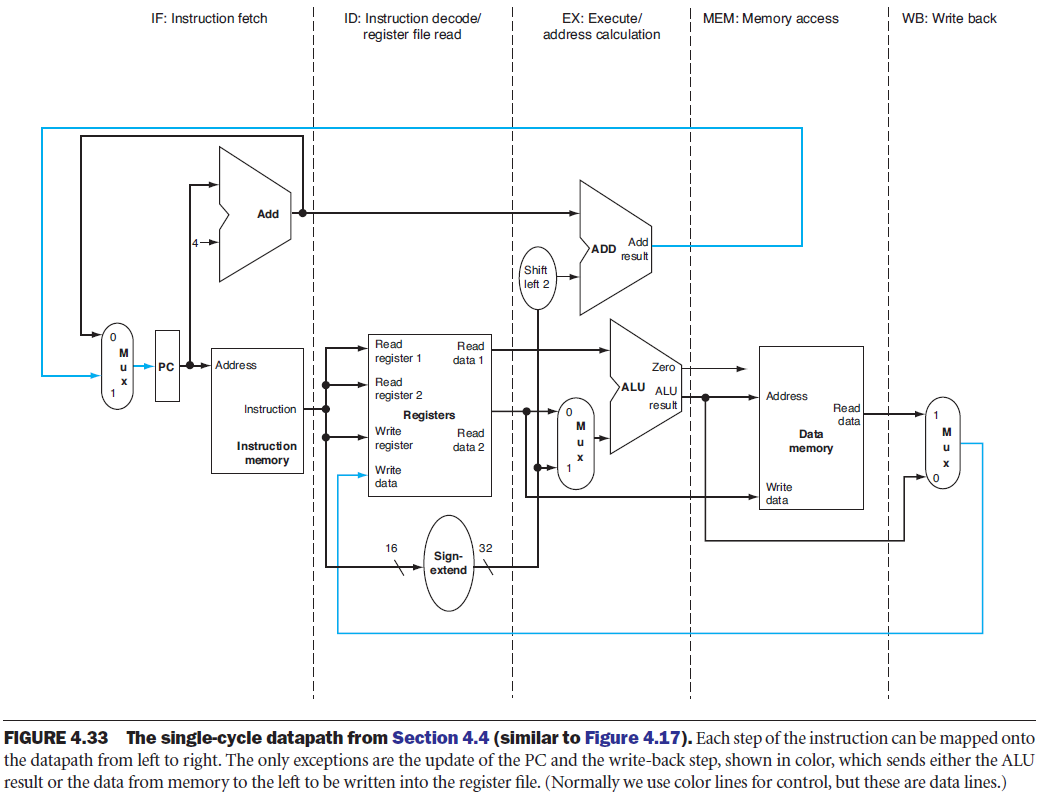 IF: Instruction fetch
ID: Instruction decode/
register file read
EX: Execute/
address calculation
MEM: Memory access
WB: Write back
Add
4
ADD
Add
result
Shift
left 2
0
M
u
x
1
PC
Address
Instruction
Instruction
memory
Read
register 1
Read
data 1
Read
register 2
Registers
Write
register
Read
data 2
Write
data
0
M
u
x
1
Zero
ALU
ALU
result
Address
Read
data
Data
memory
Write
data
1
M
u
x
0
16
Sign-
extend
32
FIGURE 4.33 The single-cycle datapath from Section 4.4 (similar to Figure 4.17). Each step of the instruction can be mapped onto
the datapath from left to right. The only exceptions are the update of the PC and the write-back step, shown in color, which sends either the ALU
result or the data from memory to the left to be written into the register file. (Normally we use color lines for control, but these are data lines.)